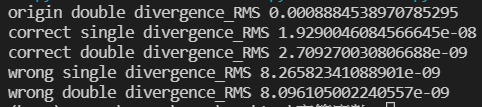 origin double divergence_RMS 0.0008884538970785295
correct single divergence_RMS 1.9290046084566645e-08
correct double divergence_RMS 2.709270030806688e-09
wrong single divergence_RMS 8.26582341088901e-09
wrong double divergence_RMS 8.096105002240557e-09